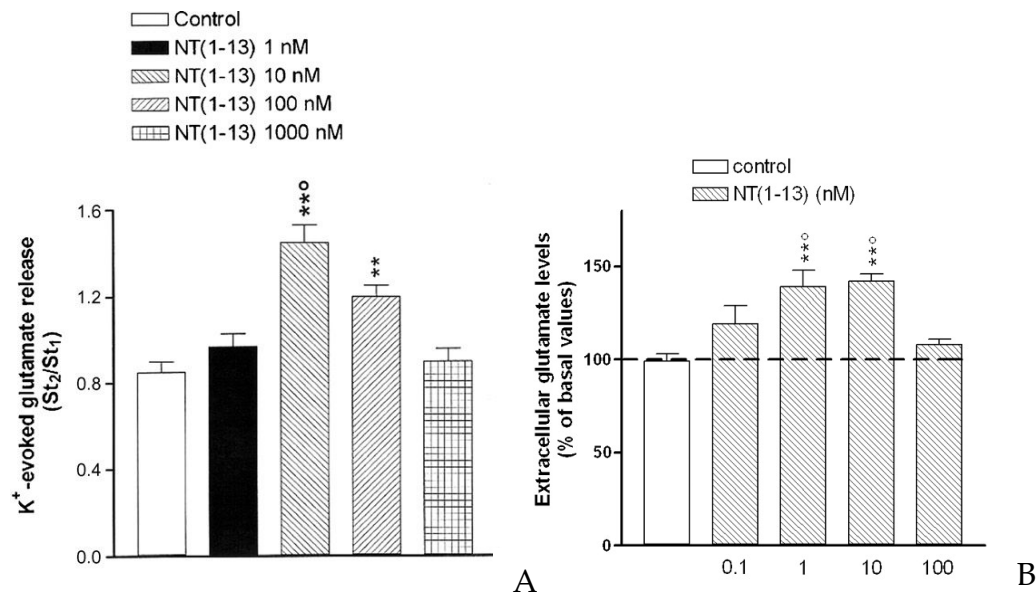 Control
NT(1-13) 1 nM
NT(1-13) 10 nM
NT(1-13) 100 nM
NT(1-13) 1000 nM
K+-evoked glutamate release
(St2/St1)
1.6
1.2
0.8
0.4
0.0
**°
**
A
control
NT(1-13) (nM)
Extracellular glutamate levels
(% of basal values)
150
100
50
0
**°
**°
0.1 1 10 100
B